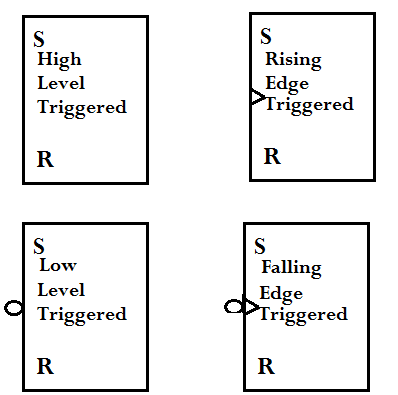 S
High
Level
Triggered
R
S
Rising
Edge
Triggered
R
S
Low
Level
Triggered
R
S
Falling
Edge
Triggered
R